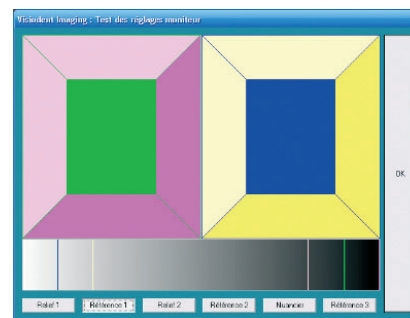 Visiodent Imaging : Test des réglages moniteur
OK
Relief 1
Référence 1
Relief 2
Référence 2
Nuancier
Référence 3